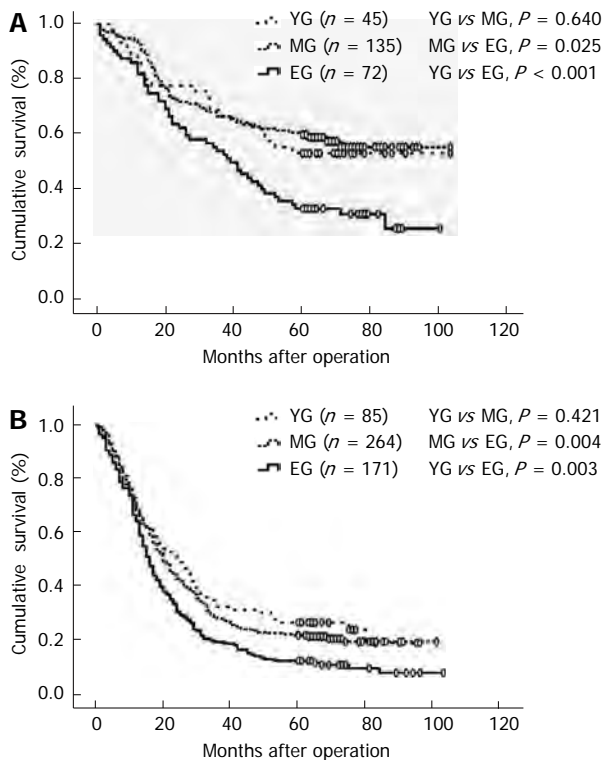 A
YG (n = 45) YG vs MG, P = 0.640
MG (n = 135) MG vs EG, P = 0.025
EG (n = 72) YG vs EG, P < 0.001
Cumulative survival (%)
1.0
0.8
0.6
0.4
0.2
0.0
0 20 40 60 80 100 120
Months after operation
B
YG (n = 85) YG vs MG, P = 0.421
MG (n = 264) MG vs EG, P = 0.004
EG (n = 171) YG vs EG, P = 0.003
Cumulative survival (%)
1.0
0.8
0.6
0.4
0.2
0.0
0 20 40 60 80 100 120
Months after operation